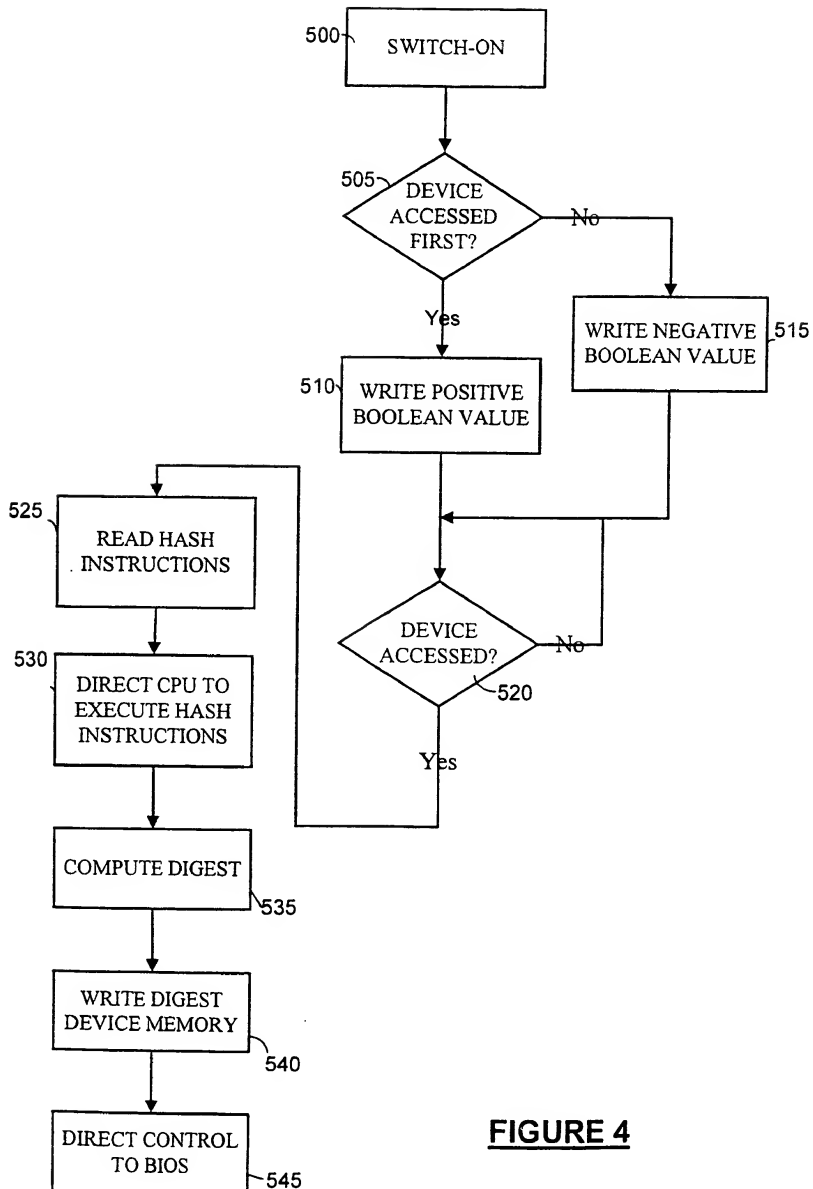 500
SWITCH-ON
505
DEVICE
ACCESSED
FIRST?
No
Yes
WRITE NEGATIVE
BOOLEAN VALUE
515
510
WRITE POSITIVE
BOOLEAN VALUE
525
READ HASH
INSTRUCTIONS
DEVICE
ACCESSED?
No
520
Yes
530
DIRECT CPU TO
EXECUTE HASH
INSTRUCTIONS
COMPUTE DIGEST
535
WRITE DIGEST
DEVICE MEMORY
540
DIRECT CONTROL
TO BIOS
545
FIGURE 4